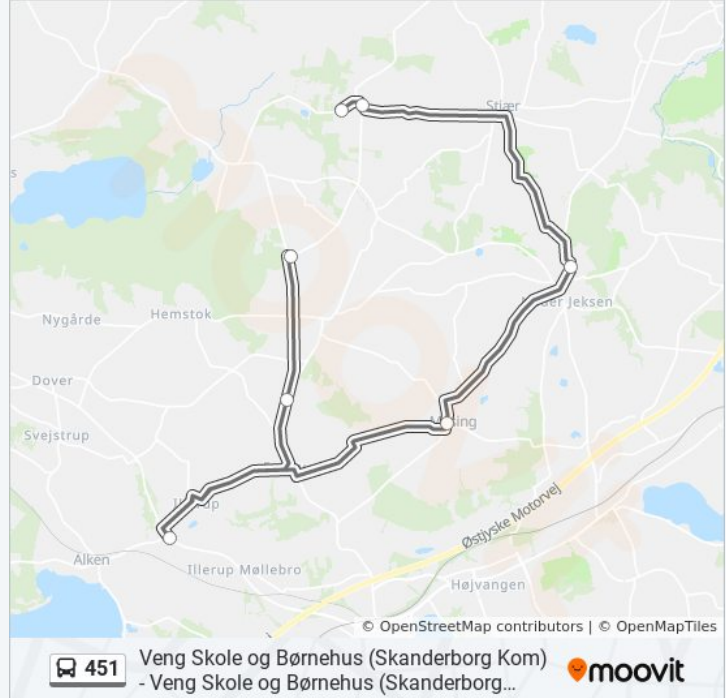 Stjær
Nygårde
Hemstok
Jeksen
Dover
Svejstrup
Østjyske Motorvej
Alken
Illerup Møllebro
Højvangen
© OpenStreetMap contributors | © OpenMapTiles
451
Veng Skole og Børnehus (Skanderborg Kom)
- Veng Skole og Børnehus (Skanderborg...
moovit